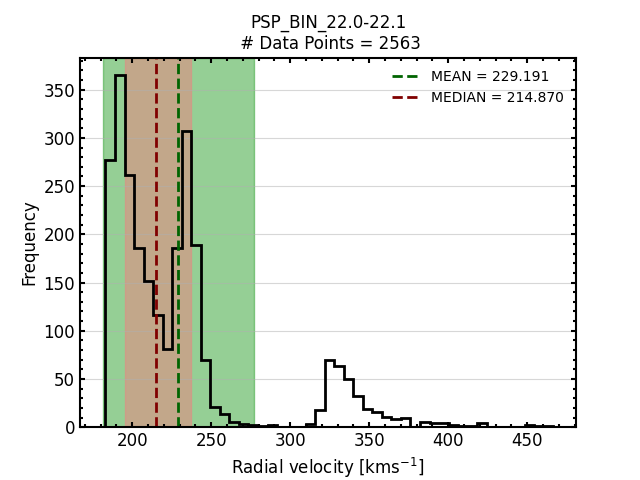 PSP_BIN_22.0-22.1
# Data Points = 2563
MEAN = 229.191
MEDIAN = 214.870
350
300
250
200
150
100
50
0
Frequency
200 250 300 350 400 450
Radial velocity [kms⁻¹]